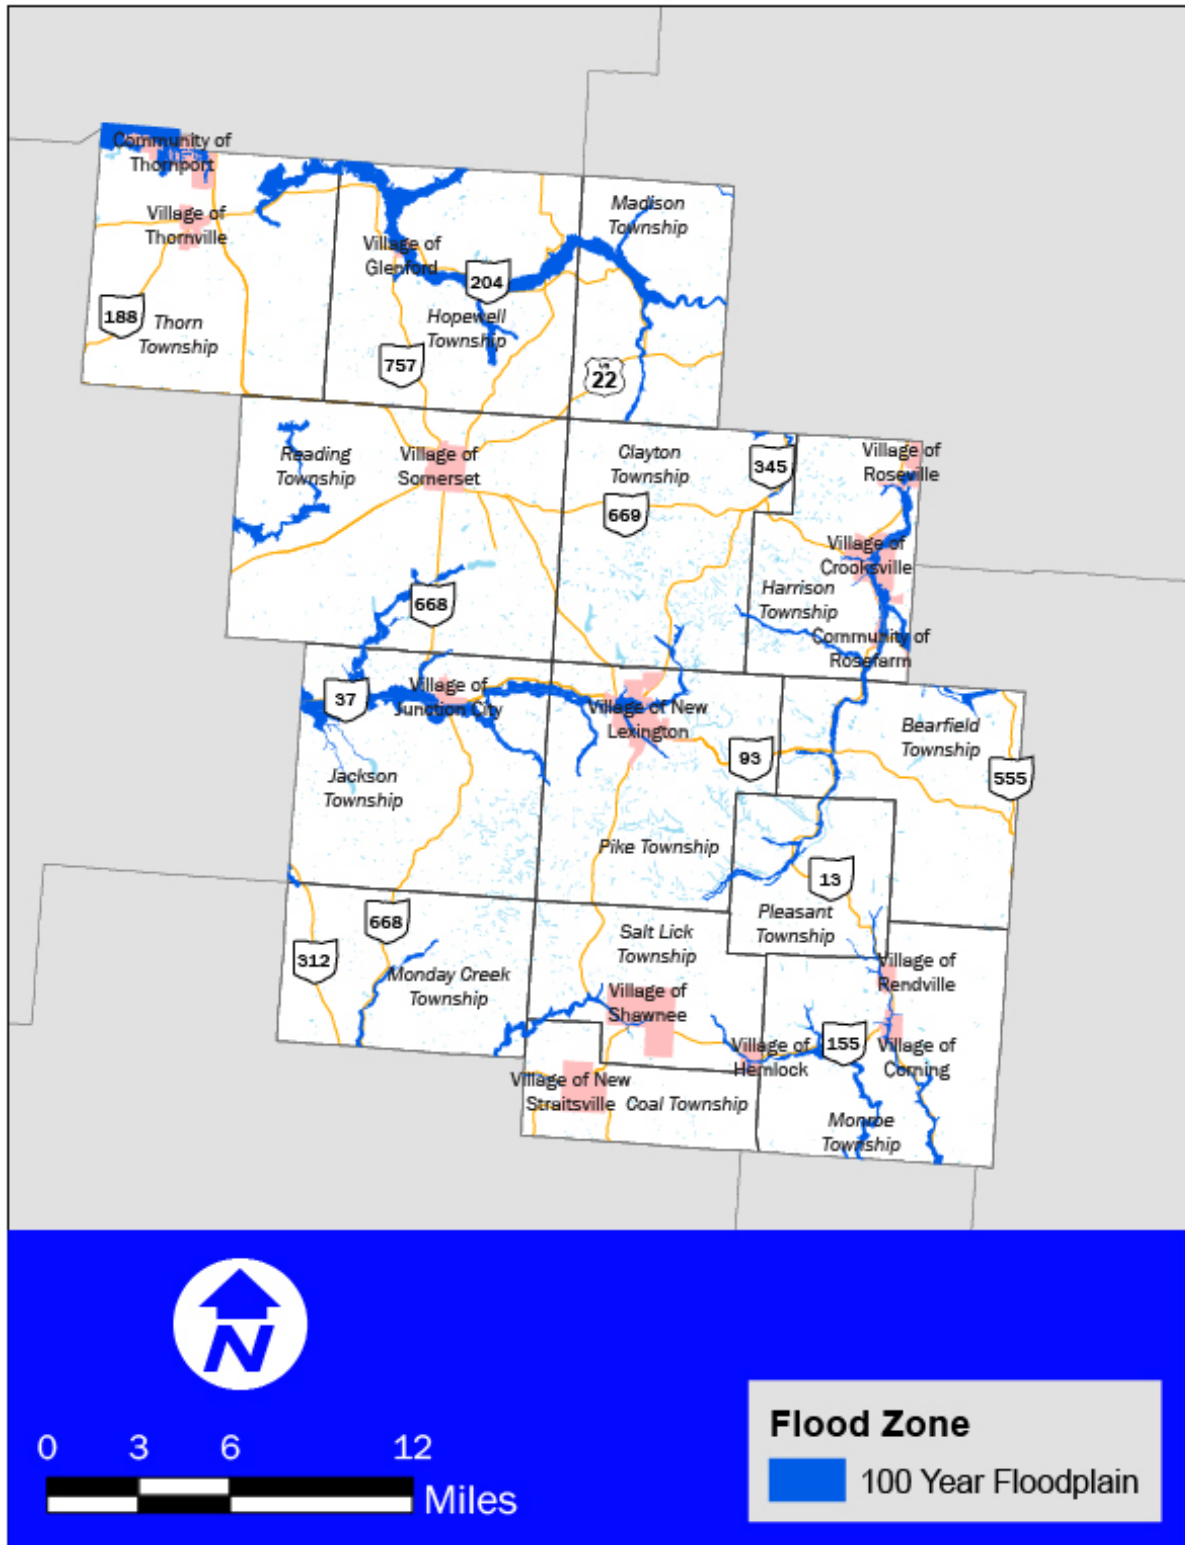 Community of
Thornport
Village of
Thornville
188
Thorn
Township
Village of
Glenford
204
Hopewell
Township
757
Madison
Township
US
22
Reading
Township
Village of
Somerset
Clayton
Township
345
669
Village of
Roseville
Village of
Crooksville
Harrison
Township
Community of
Rosefarm
668
37
Village of
Junction City
Village of New
Lexington
93
Bearfield
Township
555
Jackson
Township
Pike Township
13
Pleasant
Township
668
312
Monday Creek
Township
Salt Lick
Township
Village of
Shawnee
Village of
Rendville
155
Village of
Hemlock
Village of
Corning
Village of New
Straitsville
Coal Township
Monroe
Township
N
0 3 6 12
Miles
Flood Zone
100 Year Floodplain